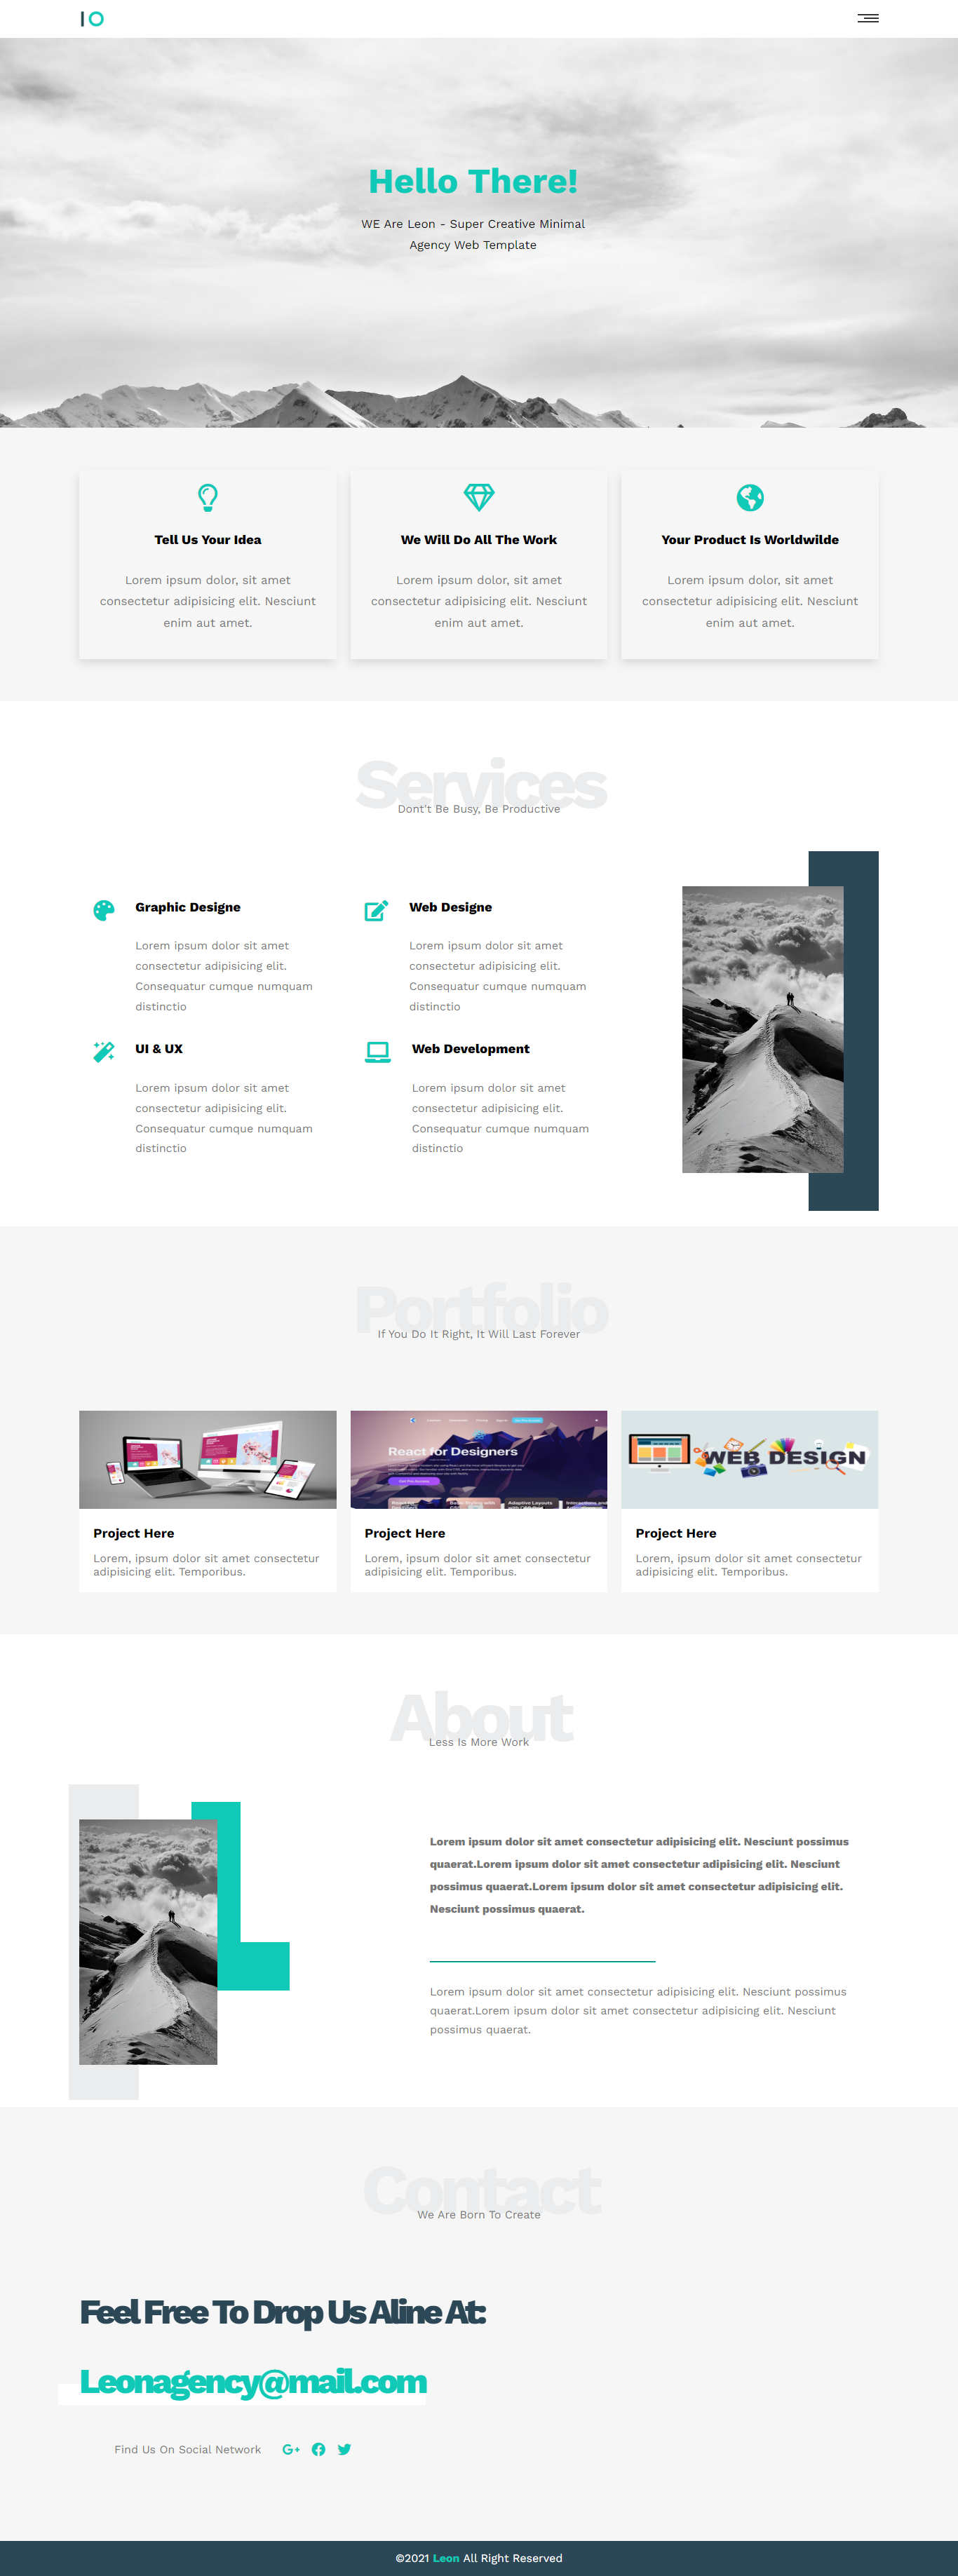 IO
Hello There!
WE Are Leon - Super Creative Minimal
Agency Web Template
Tell Us Your Idea
Lorem ipsum dolor, sit amet
consectetur adipisicing elit. Nesciunt
enim aut amet.
We Will Do All The Work
Lorem ipsum dolor, sit amet
consectetur adipisicing elit. Nesciunt
enim aut amet.
Your Product Is Worldwilde
Lorem ipsum dolor, sit amet
consectetur adipisicing elit. Nesciunt
enim aut amet.
Services
Dont't Be Busy, Be Productive
Graphic Designe
Lorem ipsum dolor sit amet
consectetur adipisicing elit.
Consequatur cumque numquam
distinctio
Web Designe
Lorem ipsum dolor sit amet
consectetur adipisicing elit.
Consequatur cumque numquam
distinctio
UI & UX
Lorem ipsum dolor sit amet
consectetur adipisicing elit.
Consequatur cumque numquam
distinctio
Web Development
Lorem ipsum dolor sit amet
consectetur adipisicing elit.
Consequatur cumque numquam
distinctio
Portfolio
If You Do It Right, It Will Last Forever
React for Designers
WEB DESIGN
Project Here
Lorem, ipsum dolor sit amet consectetur
adipisicing elit. Temporibus.
Project Here
Lorem, ipsum dolor sit amet consectetur
adipisicing elit. Temporibus.
Project Here
Lorem, ipsum dolor sit amet consectetur
adipisicing elit. Temporibus.
About
Less Is More Work
Lorem ipsum dolor sit amet consectetur adipisicing elit. Nesciunt possimus
quaerat.Lorem ipsum dolor sit amet consectetur adipisicing elit. Nesciunt
possimus quaerat.Lorem ipsum dolor sit amet consectetur adipisicing elit.
Nesciunt possimus quaerat.
Lorem ipsum dolor sit amet consectetur adipisicing elit. Nesciunt possimus
quaerat.Lorem ipsum dolor sit amet consectetur adipisicing elit. Nesciunt
possimus quaerat.
Contact
We Are Born To Create
Feel Free To Drop Us Aline At:
Leonagency@mail.com
Find Us On Social Network
©2021 Leon All Right Reserved